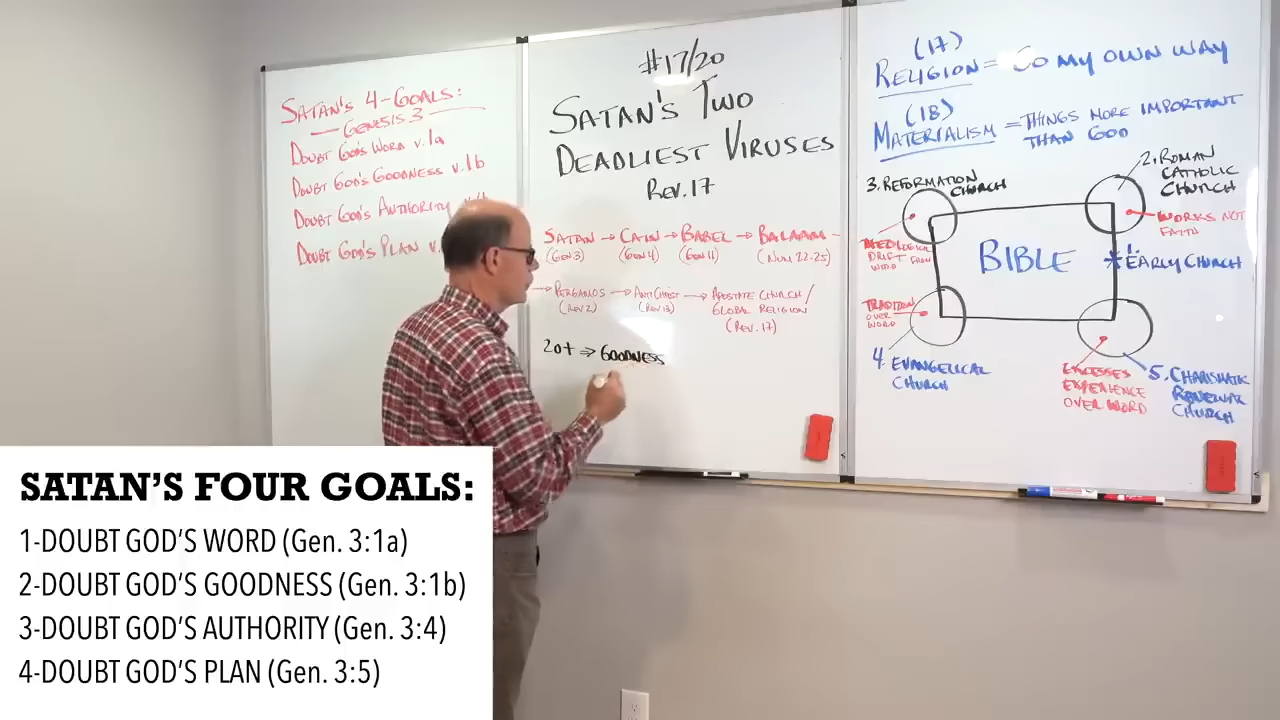 SATAN'S 4-GOALS:
GENESIS 3
DOUBT GOD'S WORD v.1a
DOUBT GOD'S GOODNESS v.1b
DOUBT GOD'S AUTHORITY v.4
DOUBT GOD'S PLAN v.
#17/20
SATAN'S TWO
DEADLIEST VIRUSES
REV. 17
SATAN → CAIN → BABEL → BALAAM
(GEN 3) (GEN 4) (GEN 11) (NUM 22-25)
→ PERGAMOS → ANTICHRIST → APOSTATE CHURCH/
(REV 2) (REV 13) GLOBAL RELIGION
(REV. 17)
20+ ⇒ GOODNESS
(17)
RELIGION = GO MY OWN WAY
(18)
MATERIALISM = THINGS MORE IMPORTANT
THAN GOD
3. REFORMATION
CHURCH
2. ROMAN
CATHOLIC
CHURCH
WORKS NOT
FAITH
DRIFT FROM
WORD
BIBLE
1.
EARLY CHURCH
TRADITION
OVER
WORD
4. EVANGELICAL
CHURCH
EXCESSES
EXPERIENCE
OVER WORD
5. CHARISMATIC
RENEWAL
CHURCH
SATAN'S FOUR GOALS:
1-DOUBT GOD'S WORD (Gen. 3:1a)
2-DOUBT GOD'S GOODNESS (Gen. 3:1b)
3-DOUBT GOD'S AUTHORITY (Gen. 3:4)
4-DOUBT GOD'S PLAN (Gen. 3:5)